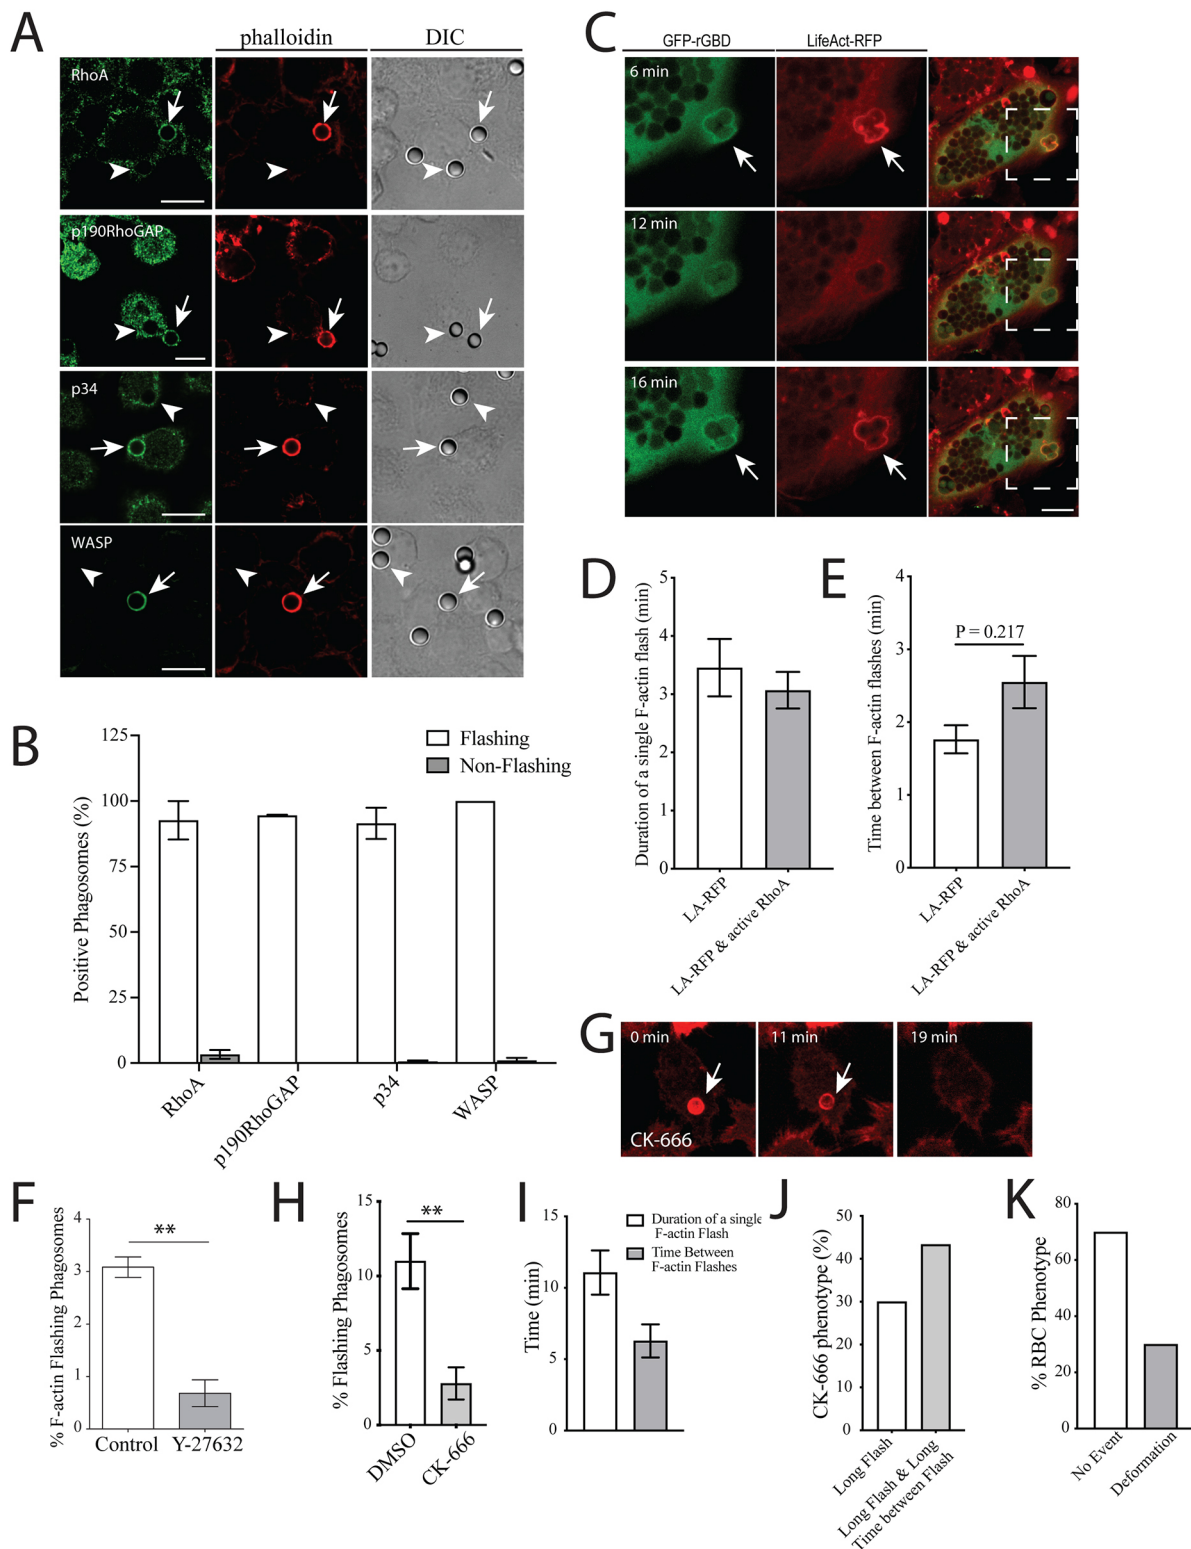 A
phalloidin
DIC
RhoA
p190RhoGAP
p34
WASP
B
Positive Phagosomes (%)
125
100
75
50
25
0
Flashing
Non-Flashing
RhoA
p190RhoGAP
p34
WASP
C
GFP-rGBD
LifeAct-RFP
6 min
12 min
16 min
D
Duration of a single F-actin flash (min)
5
4
3
2
1
0
LA-RFP
LA-RFP & active RhoA
E
Time between F-actin flashes (min)
4
3
2
1
0
P = 0.217
LA-RFP
LA-RFP & active RhoA
G
0 min
11 min
19 min
CK-666
F
% F-actin Flashing Phagosomes
4
3
2
1
0
**
Control
Y-27632
H
% Flashing Phagosomes
15
10
5
0
**
DMSO
CK-666
I
Time (min)
15
10
5
0
Duration of a single
F-actin Flash
Time Between
F-actin Flashes
J
CK-666 phenotype (%)
50
40
30
20
10
0
Long Flash
Long Flash & Long
Time between Flash
K
% RBC Phenotype
80
60
40
20
0
No Event
Deformation